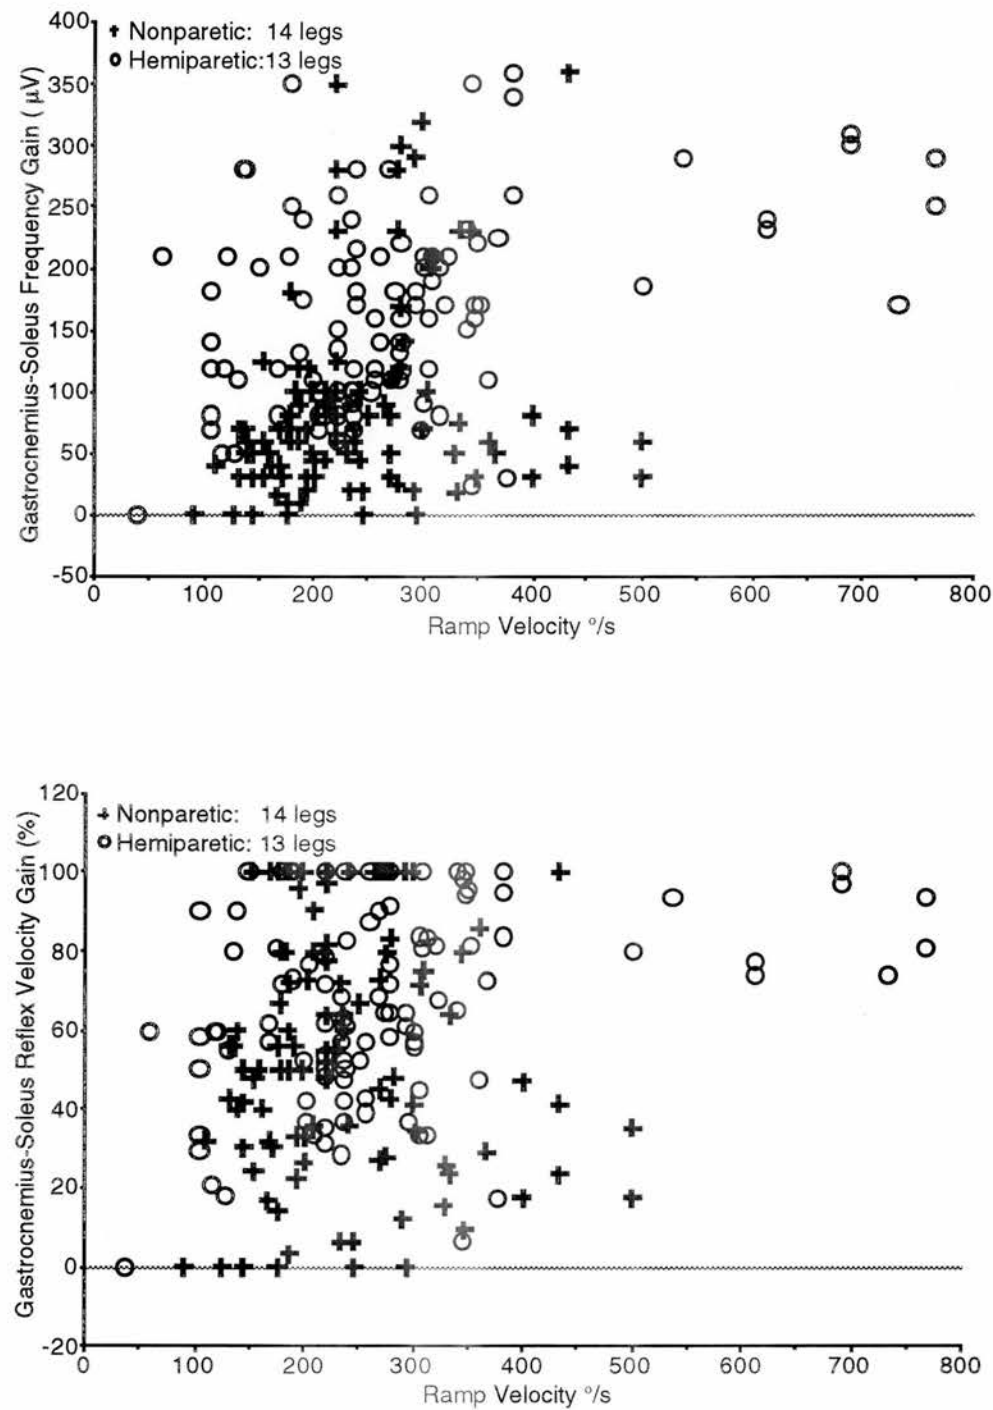 400
Nonparetic: 14 legs
Hemiparetic:13 legs
350
300
250
200
150
100
50
0
-50
Gastrocnemius-Soleus Frequency Gain ( µV)
0 100 200 300 400 500 600 700 800
Ramp Velocity º/s
120
Nonparetic: 14 legs
Hemiparetic: 13 legs
100
80
60
40
20
0
-20
Gastrocnemius-Soleus Reflex Velocity Gain (%)
0 100 200 300 400 500 600 700 800
Ramp Velocity º/s